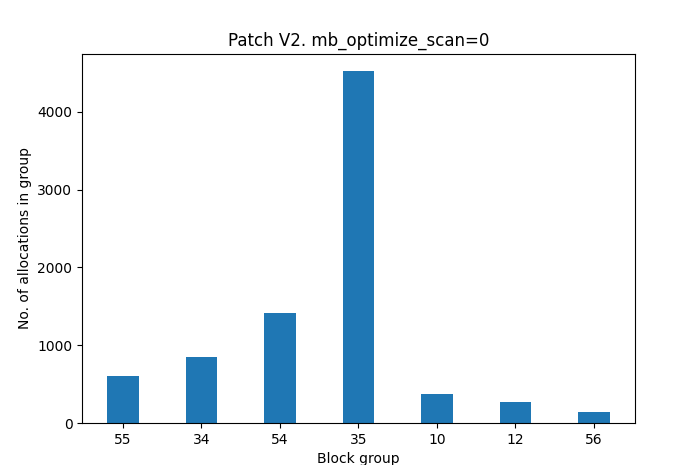 Patch V2. mb_optimize_scan=0
No. of allocations in group
4000
3000
2000
1000
0
55 34 54 35 10 12 56
Block group